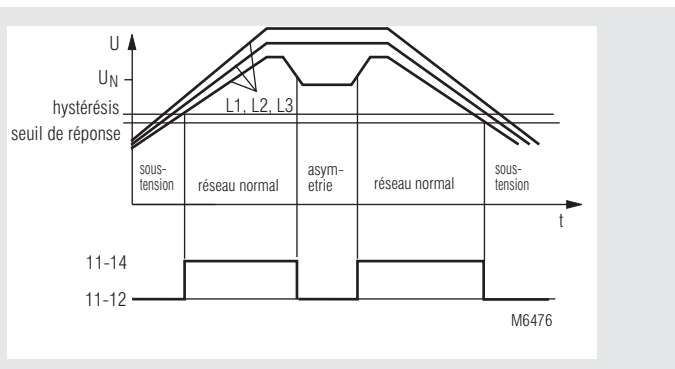 U
UN
hystérésis
seuil de réponse
L1, L2, L3
sous-
tension
réseau normal
asym-
etrie
réseau normal
sous-
tension
t
11-14
11-12
M6476